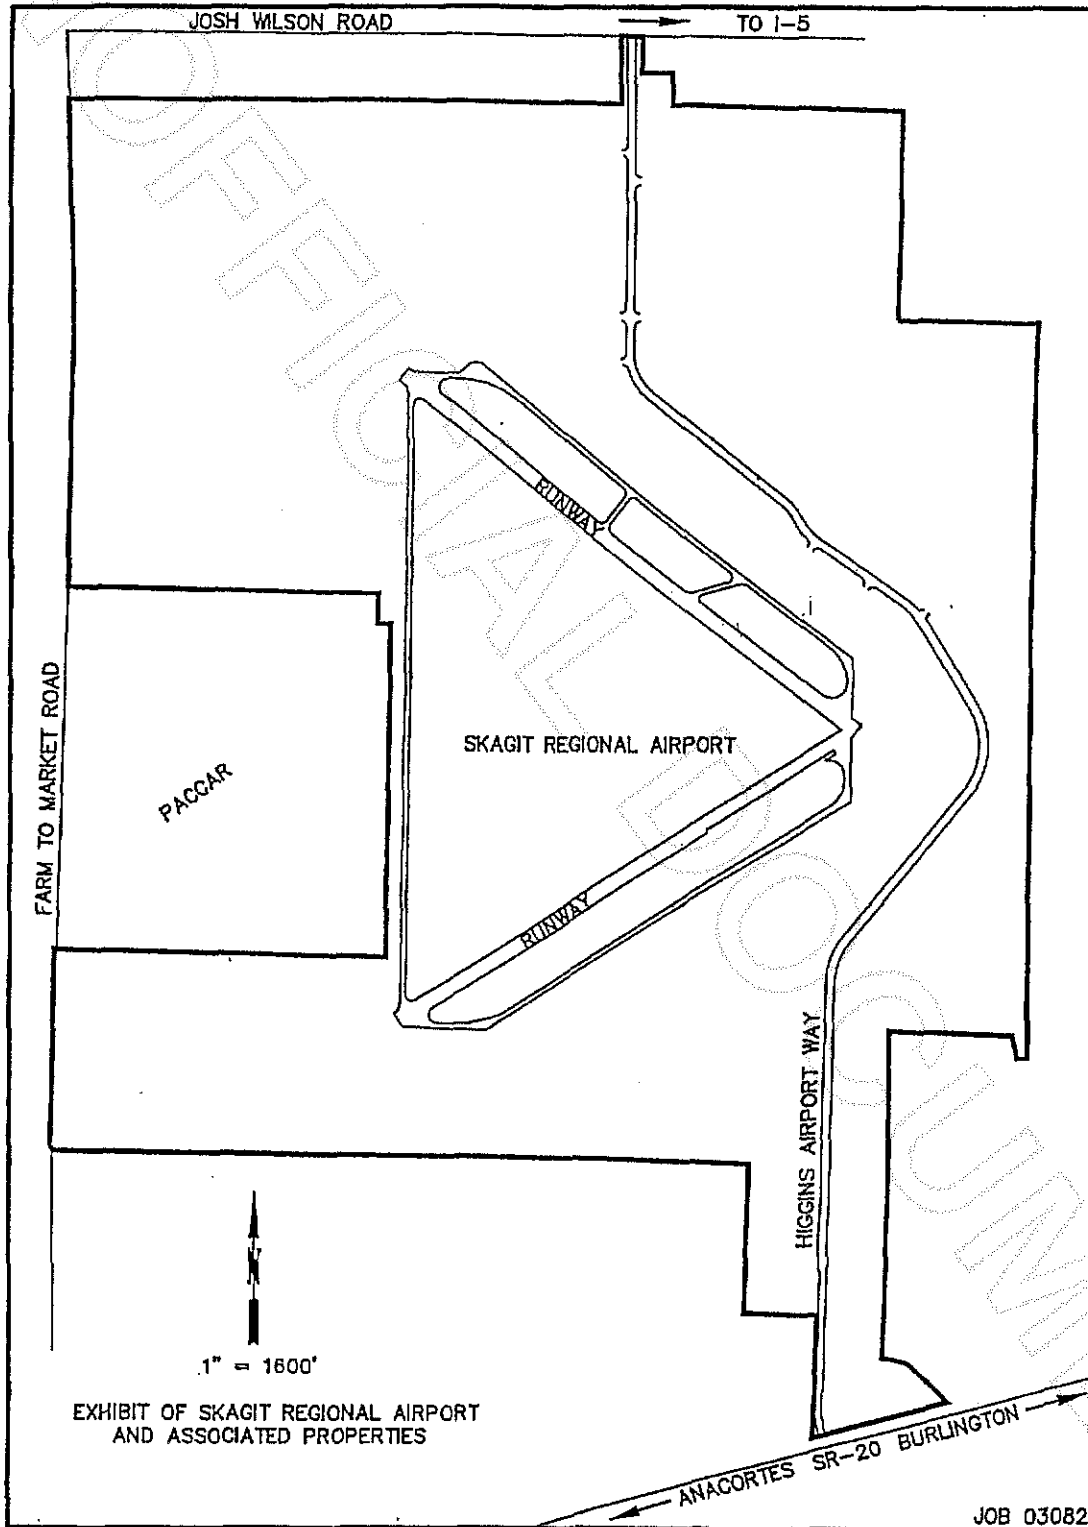 JOSH WILSON ROAD
TO I-5
RUNWAY
SKAGIT REGIONAL AIRPORT
FARM TO MARKET ROAD
PACCAR
RUNWAY
HIGGINS AIRPORT WAY
N
1" = 1600'
EXHIBIT OF SKAGIT REGIONAL AIRPORT
AND ASSOCIATED PROPERTIES
ANACORTES SR-20 BURLINGTON
JOB 03082
UNOFFICIAL DOCUMENT